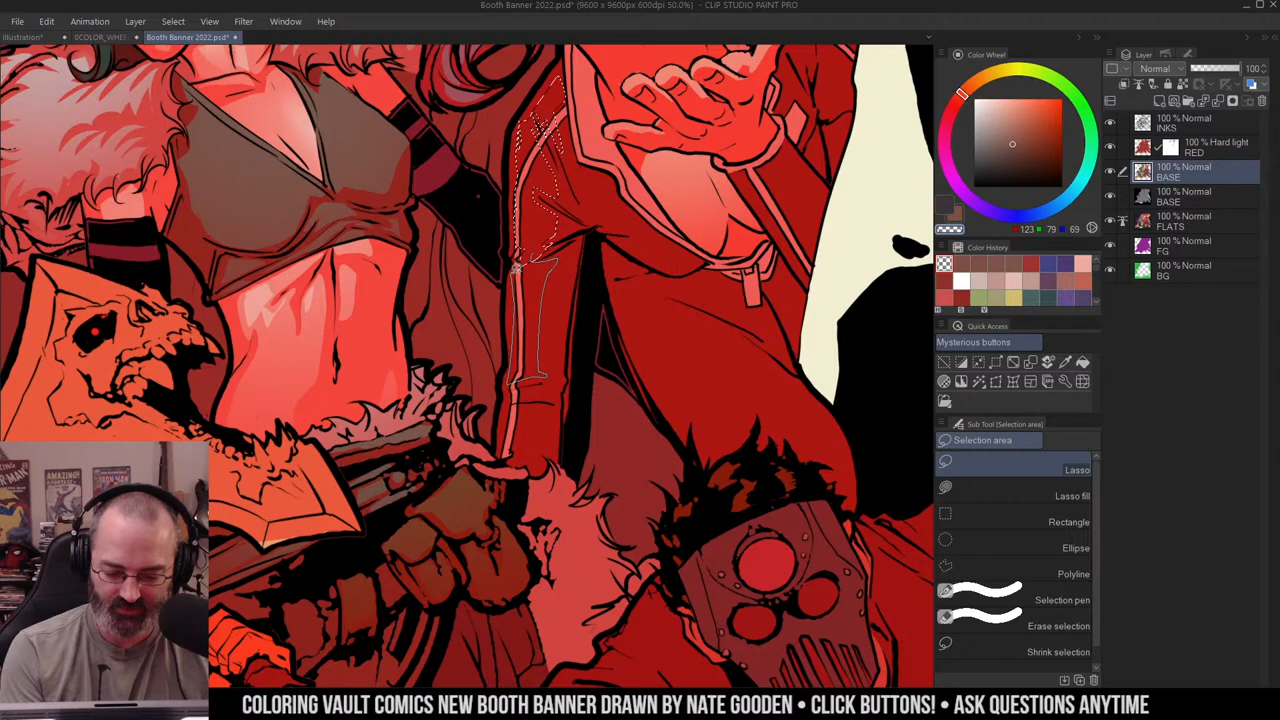 Booth Banner 2022.psd* (9600 x 9600px 600dpi 50.0%) - CLIP STUDIO PAINT PRO
File Edit Animation Layer Select View Filter Window Help
Illustration* 0COLOR_WHEE Booth Banner 2022.psd*
Color Wheel
123 79 69
Color History
H S V
Quick Access
Mysterious buttons
Sub Tool [Selection area]
Selection area
Lasso
Lasso fill
Rectangle
Ellipse
Polyline
Selection pen
Erase selection
Shrink selection
Layer
Normal 100
100 % Normal
INKS
100 % Hard light
RED
100 % Normal
BASE
100 % Normal
BASE
100 % Normal
FLATS
100 % Normal
FG
100 % Normal
BG
COLORING VAULT COMICS NEW BOOTH BANNER DRAWN BY NATE GOODEN • CLICK BUTTONS! • ASK QUESTIONS ANYTIME